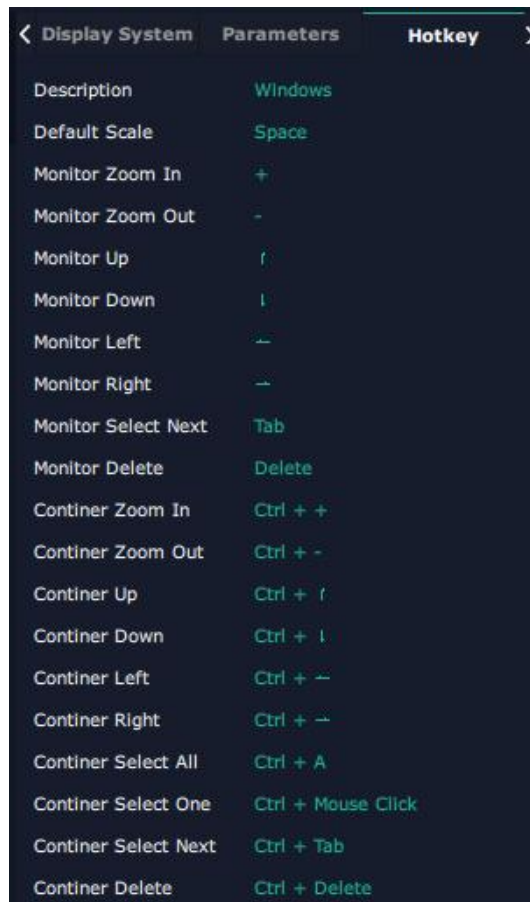 Display System Parameters Hotkey
Description Windows
Default Scale Space
Monitor Zoom In +
Monitor Zoom Out -
Monitor Up ↿
Monitor Down ⇂
Monitor Left ↼
Monitor Right ⇀
Monitor Select Next Tab
Monitor Delete Delete
Continer Zoom In Ctrl + +
Continer Zoom Out Ctrl + -
Continer Up Ctrl + ↾
Continer Down Ctrl + ⇂
Continer Left Ctrl + ↼
Continer Right Ctrl + ⇀
Continer Select All Ctrl + A
Continer Select One Ctrl + Mouse Click
Continer Select Next Ctrl + Tab
Continer Delete Ctrl + Delete